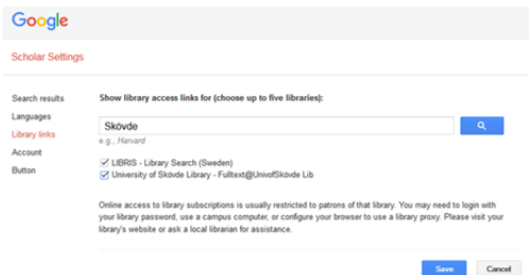 Google
Scholar Settings
Search results
Languages
Library links
Account
Button
Show library access links for (choose up to five libraries):
Skövde
e.g., Harvard
LIBRIS - Library Search (Sweden)
University of Skövde Library - Fulltext@UnivofSkövde Lib
Online access to library subscriptions is usually restricted to patrons of that library. You may need to login with
your library password, use a campus computer, or configure your browser to use a library proxy. Please visit your
library's website or ask a local librarian for assistance.
Save Cancel